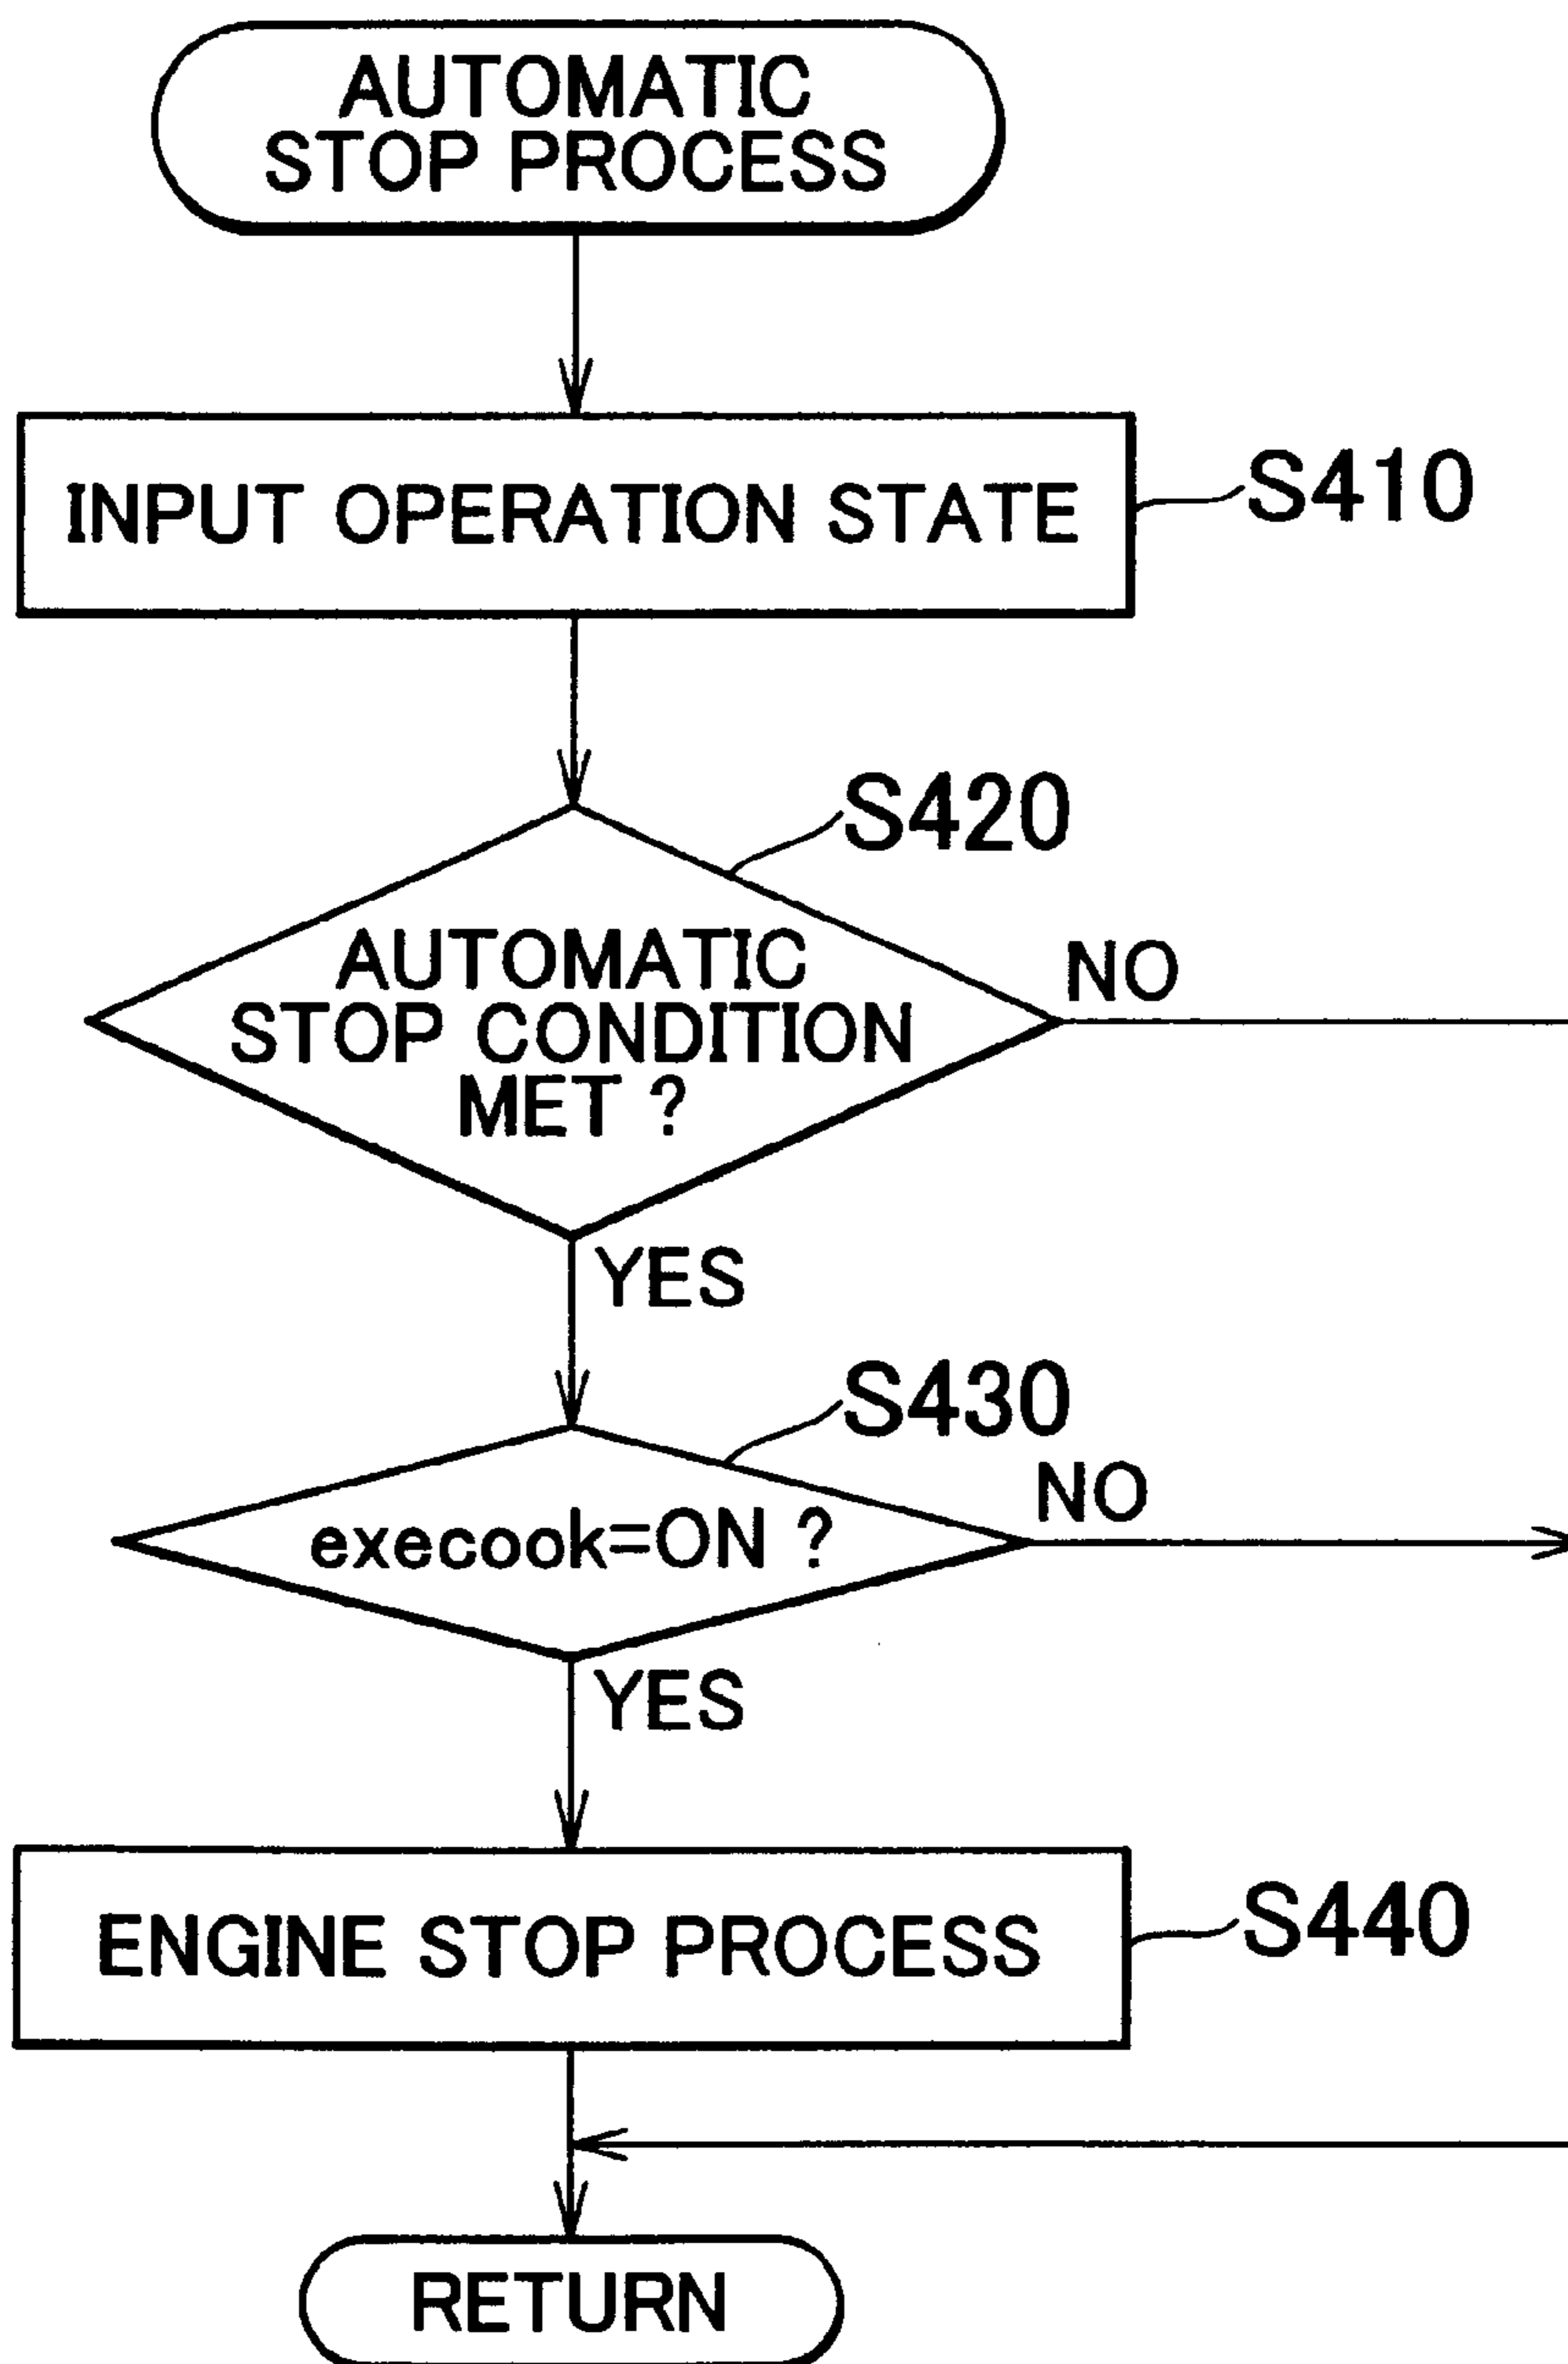 AUTOMATIC
STOP PROCESS
INPUT OPERATION STATE
S410
S420
AUTOMATIC
STOP CONDITION
MET ?
NO
YES
S430
execook=ON ?
NO
YES
ENGINE STOP PROCESS
S440
RETURN